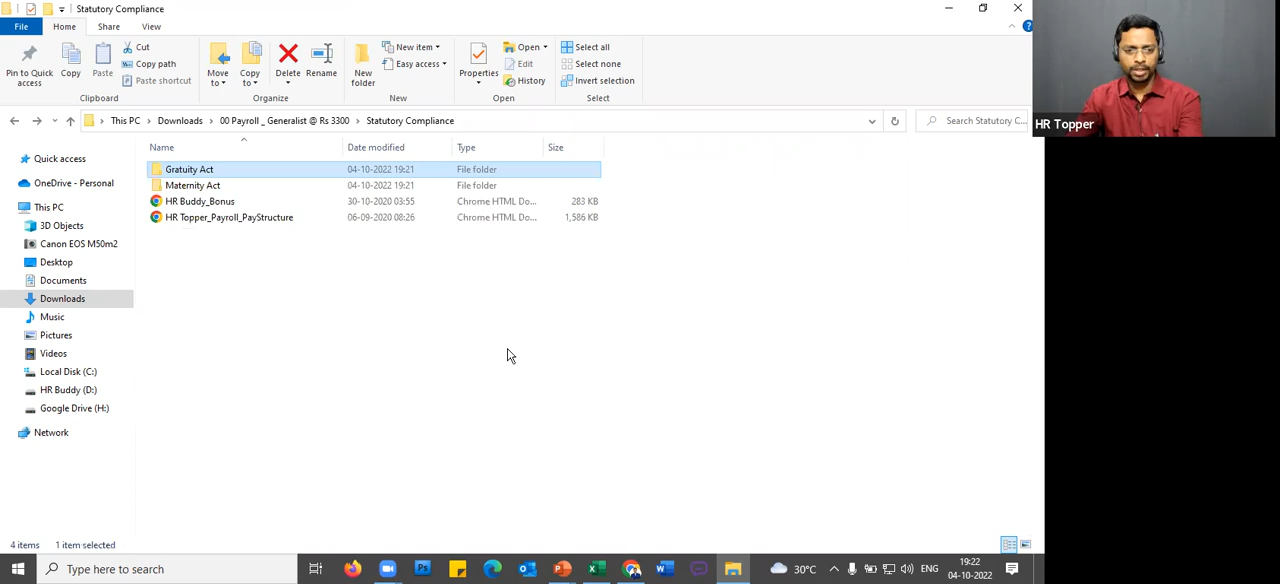 Statutory Compliance
File
Home
Share
View
Pin to Quick access
Copy
Paste
Cut
Copy path
Paste shortcut
Clipboard
Move to
Copy to
Delete
Rename
Organize
New folder
New item
Easy access
New
Properties
Open
Edit
History
Open
Select all
Select none
Invert selection
Select
This PC > Downloads > 00 Payroll _ Generalist @ Rs 3300 > Statutory Compliance
Search Statutory C...
Name Date modified Type Size
Gratuity Act 04-10-2022 19:21 File folder
Maternity Act 04-10-2022 19:21 File folder
HR Buddy_Bonus 30-10-2020 03:55 Chrome HTML Do... 283 KB
HR Topper_Payroll_PayStructure 06-09-2020 08:26 Chrome HTML Do... 1,586 KB
Quick access
OneDrive - Personal
This PC
3D Objects
Canon EOS M50m2
Desktop
Documents
Downloads
Music
Pictures
Videos
Local Disk (C:)
HR Buddy (D:)
Google Drive (H:)
Network
4 items 1 item selected
Type here to search
30°C
ENG
19:22
04-10-2022
HR Topper